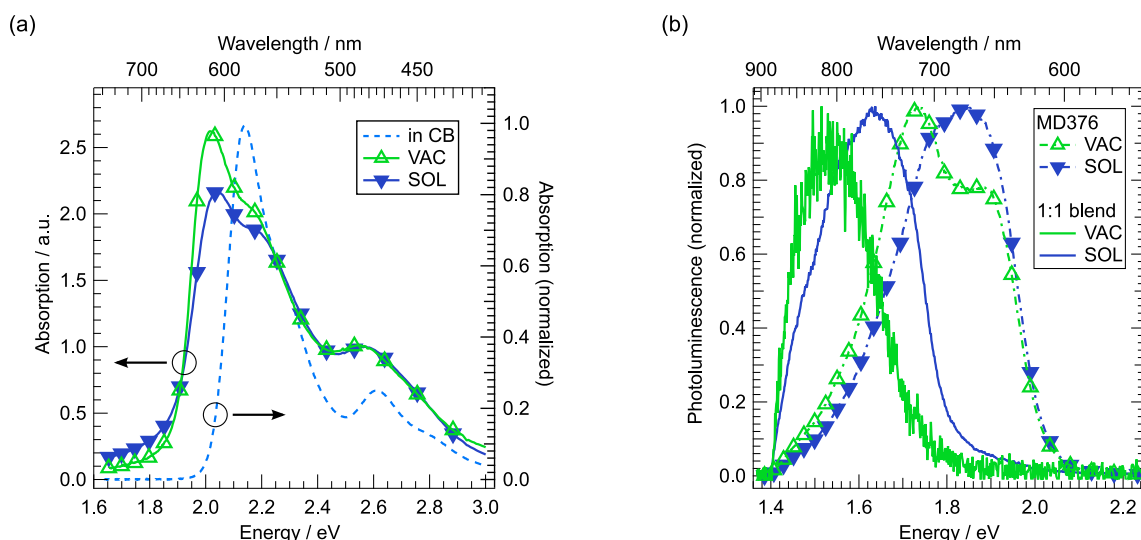 (a)
Wavelength / nm
700
600
500
450
2.5
2.0
1.5
1.0
0.5
0.0
Absorption / a.u.
in CB
VAC
SOL
1.0
0.8
0.6
0.4
0.2
0.0
Absorption (normalized)
1.6
1.8
2.0
2.2
2.4
2.6
2.8
3.0
Energy / eV
(b)
Wavelength / nm
900
800
700
600
1.0
0.8
0.6
0.4
0.2
0.0
Photoluminescence (normalized)
MD376
VAC
SOL
1:1 blend
VAC
SOL
1.4
1.6
1.8
2.0
2.2
Energy / eV